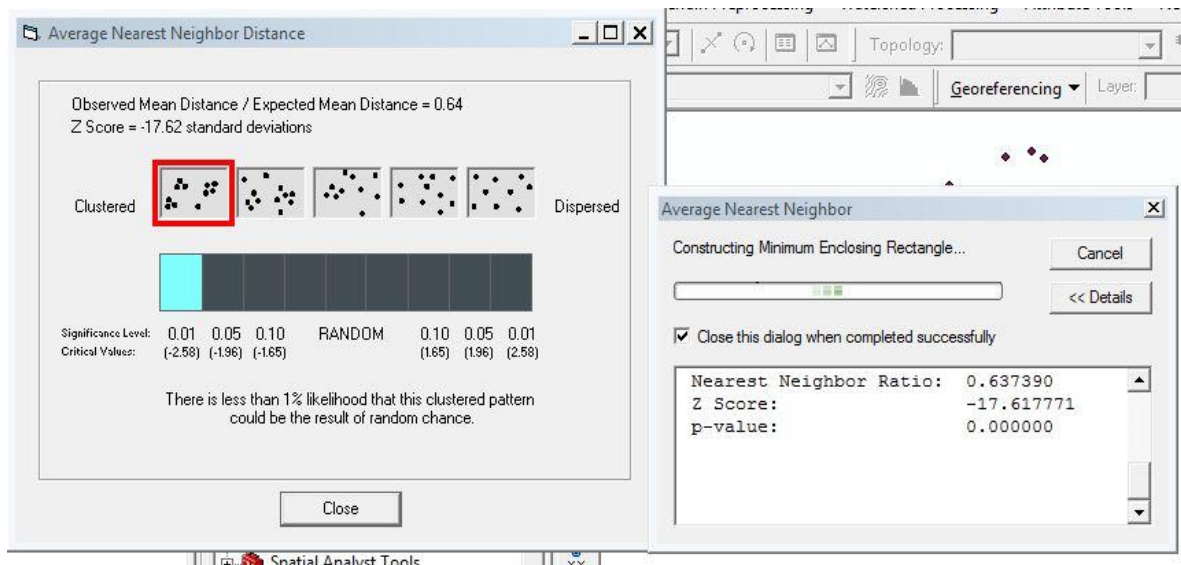 Average Nearest Neighbor Distance
Observed Mean Distance / Expected Mean Distance = 0.64
Z Score = -17.62 standard deviations
Clustered
Dispersed
Significance Level: 0.01 0.05 0.10 RANDOM 0.10 0.05 0.01
Critical Values: (-2.58) (-1.96) (-1.65) (1.65) (1.96) (2.58)
There is less than 1% likelihood that this clustered pattern
could be the result of random chance.
Close
Topology:
Georeferencing
Layer:
Average Nearest Neighbor
Constructing Minimum Enclosing Rectangle...
Cancel
<< Details
Close this dialog when completed successfully
Nearest Neighbor Ratio: 0.637390
Z Score: -17.617771
p-value: 0.000000
Spatial Analyst Tools